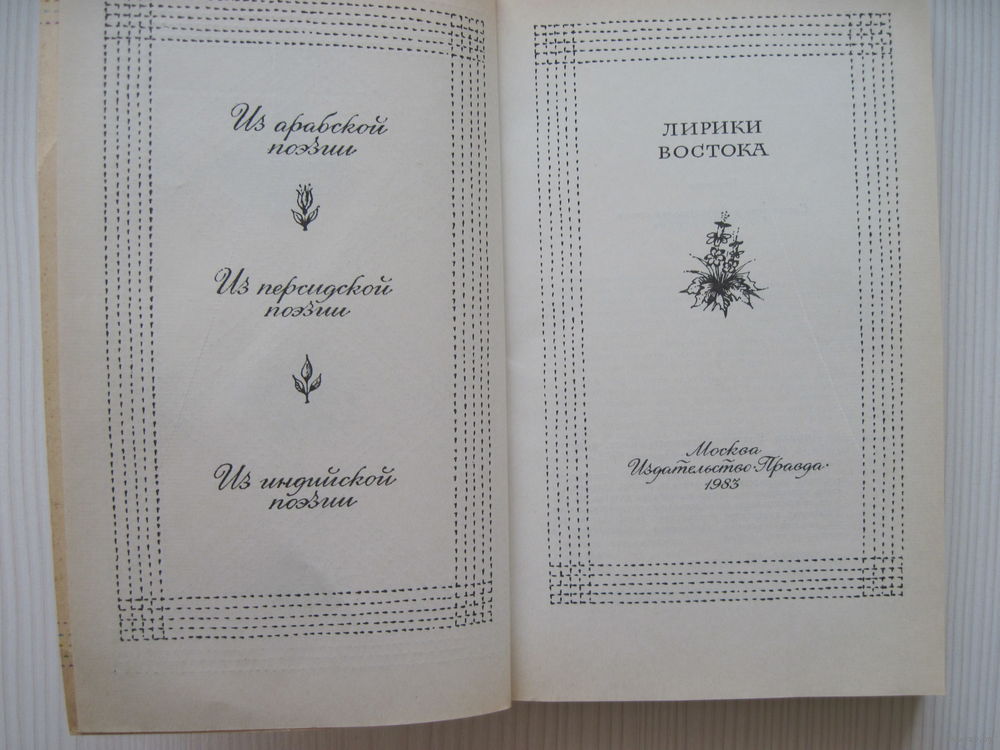 Из арабской
поэзии
Из персидской
поэзии
Из индийской
поэзии
ЛИРИКИ
ВОСТОКА
Москва
Издательство·Правда·
1983